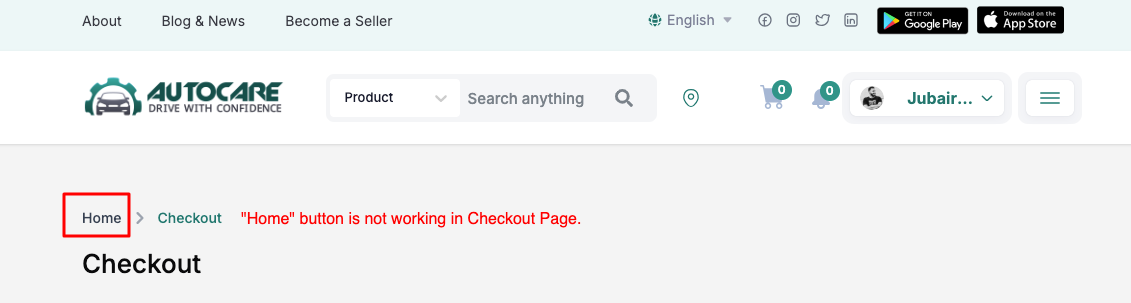 About Blog & News Become a Seller English GET IT ON Google Play Download on the App Store
AUTOCARE
DRIVE WITH CONFIDENCE
Product Search anything 0 0 Jubair...
Home Checkout "Home" button is not working in Checkout Page.
Checkout